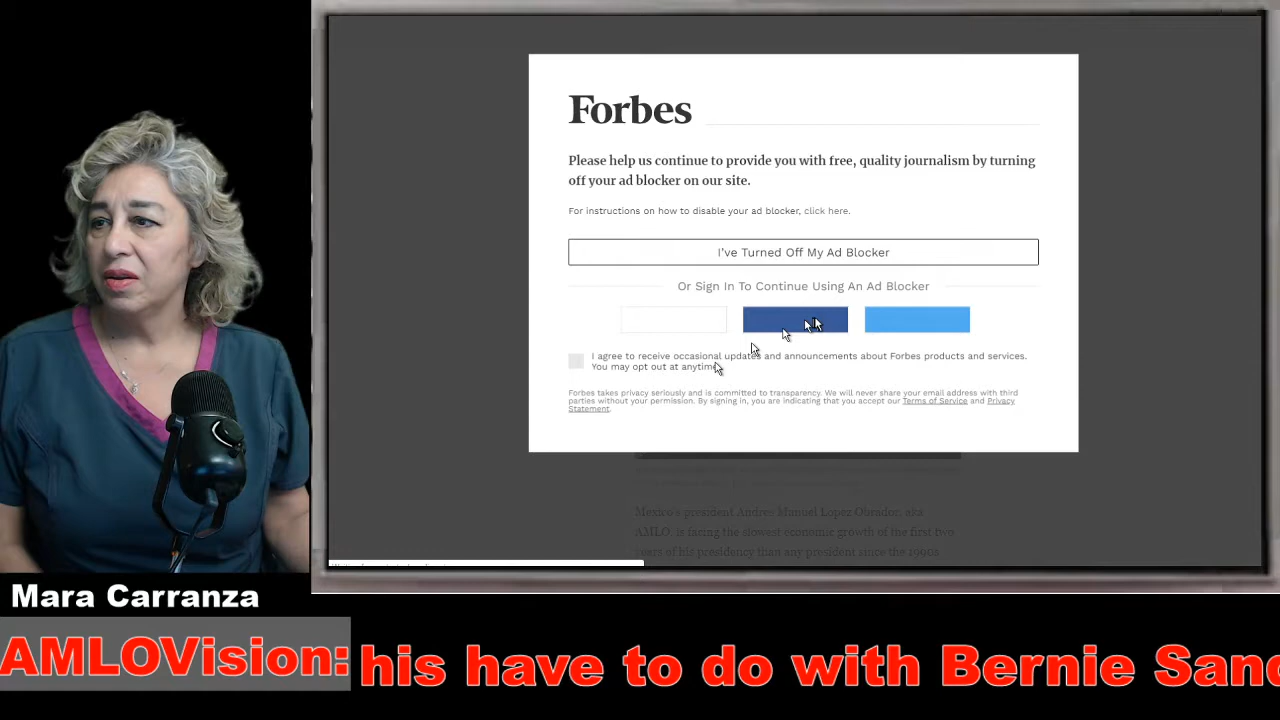 Forbes
Please help us continue to provide you with free, quality journalism by turning
off your ad blocker on our site.
For instructions on how to disable your ad blocker, click here.
I've Turned Off My Ad Blocker
Or Sign In To Continue Using An Ad Blocker
I agree to receive occasional updates and announcements about Forbes products and services.
You may opt out at anytime.
Forbes takes privacy seriously and is committed to transparency. We will never share your email address with third
parties without your permission. By signing in, you are indicating that you accept our Terms of Service and Privacy
Statement.
Mexico's president Andres Manuel Lopez Obrador, aka
AMLO, is facing the slowest economic growth of the first two
years of his presidency than any president since the 1990s
Mara Carranza
AMLOVision:
his have to do with Bernie Sand